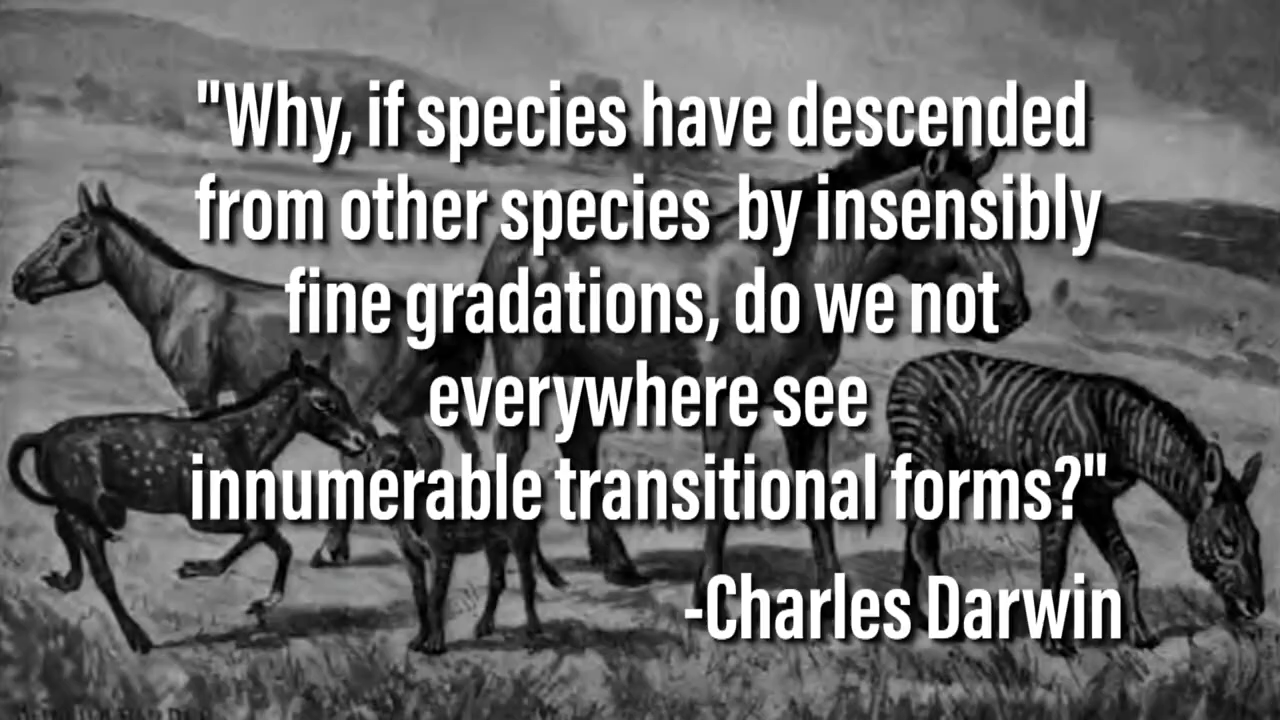 "Why, if species have descended
from other species by insensibly
fine gradations, do we not
everywhere see
innumerable transitional forms?"
-Charles Darwin